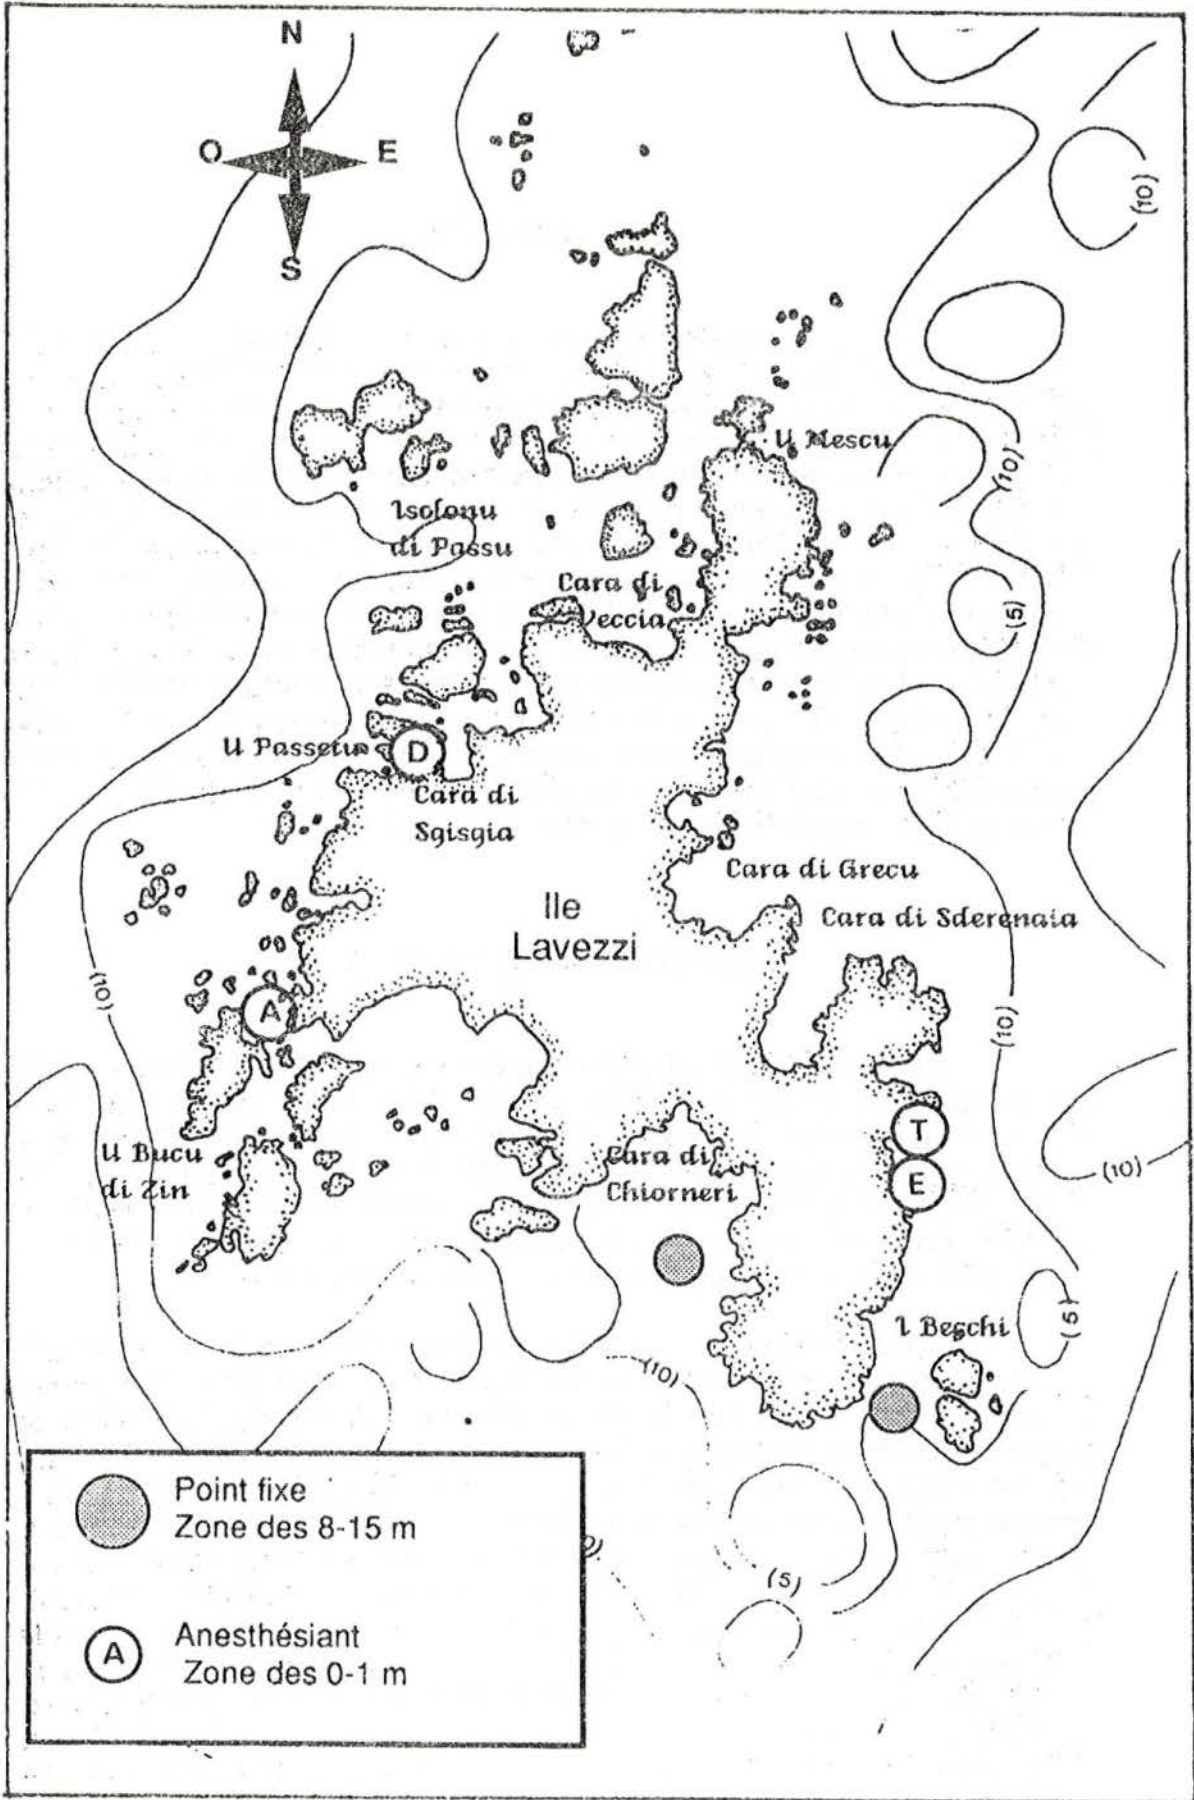 N
O
E
S
(10)
U Nescu
(10)
Isolonu
di Passu
Cara di
Veccia
(5)
U Passetu
D
Cara di
Sgisgia
Cara di Grecu
Cara di Sderenaia
Ile
Lavezzi
(10)
A
(10)
T
E
U Bucu
di Zin
Cara di
Chiorneri
(10)
I Beschi
(5)
(10)
(5)
Point fixe
Zone des 8-15 m
A
Anesthésiant
Zone des 0-1 m